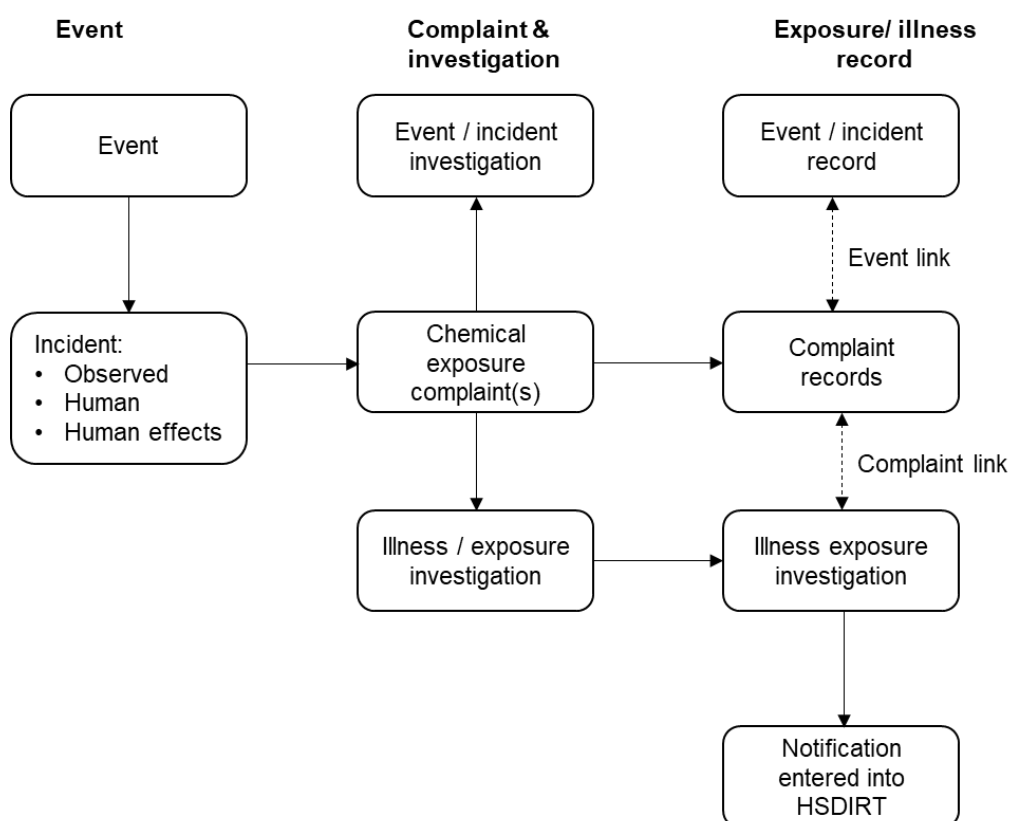 Event
Complaint &
investigation
Exposure/ illness
record
Event
Event / incident
investigation
Event / incident
record
Event link
Incident:
• Observed
• Human
• Human effects
Chemical
exposure
complaint(s)
Complaint
records
Complaint link
Illness / exposure
investigation
Illness exposure
investigation
Notification
entered into
HSDIRT